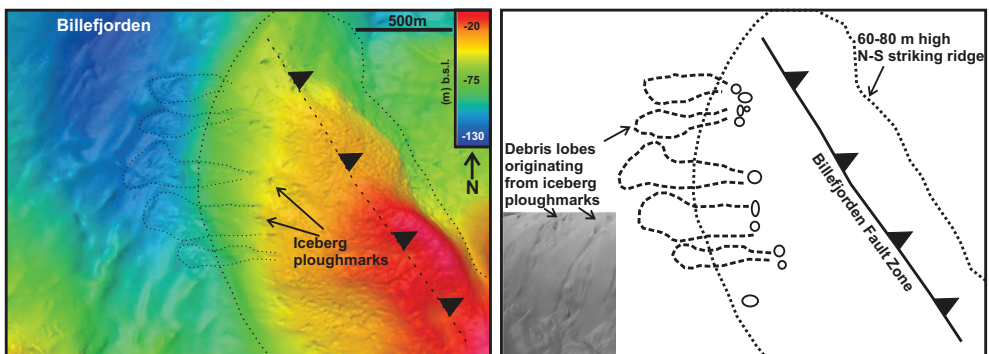 Billefjorden
500m
-20
-75
-130
(m) b.s.l.
N
Iceberg
ploughmarks
60-80 m high
N-S striking ridge
Debris lobes
originating
from iceberg
ploughmarks
Billefjorden Fault Zone